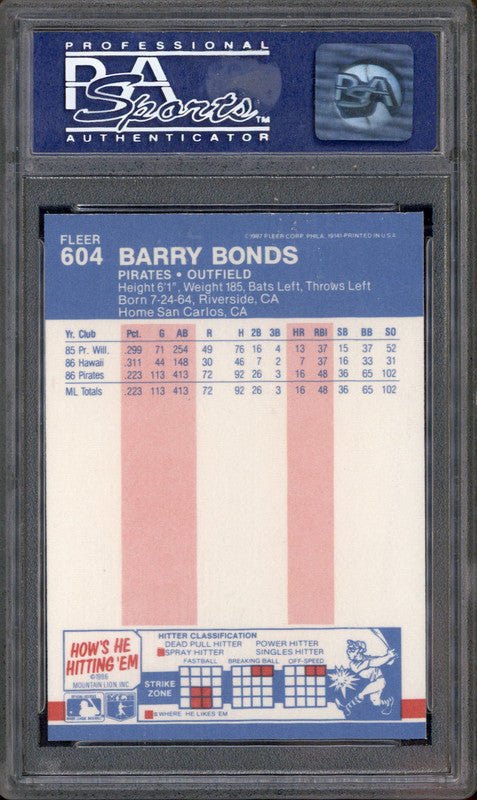 PROFESSIONAL
PSA
Sports™
AUTHENTICATOR
PSA
FLEER
604
©1987 FLEER CORP. PHILA. 19141-PRINTED IN U.S.A.
BARRY BONDS
PIRATES • OUTFIELD
Height 6'1", Weight 185, Bats Left, Throws Left
Born 7-24-64, Riverside, CA
Home San Carlos, CA
Yr. Club Pct. G AB R H 2B 3B HR RBI SB BB SO
85 Pr. Will. .299 71 254 49 76 16 4 13 37 15 37 52
86 Hawaii .311 44 148 30 46 7 2 7 37 16 33 31
86 Pirates .223 113 413 72 92 26 3 16 48 36 65 102
ML Totals .223 113 413 72 92 26 3 16 48 36 65 102
HOW'S HE
HITTING 'EM
©1986
MOUNTAIN LION, INC.
HITTER CLASSIFICATION
DEAD PULL HITTER POWER HITTER
SPRAY HITTER SINGLES HITTER
FASTBALL BREAKING BALL OFF-SPEED
STRIKE
ZONE
WHERE HE LIKES 'EM